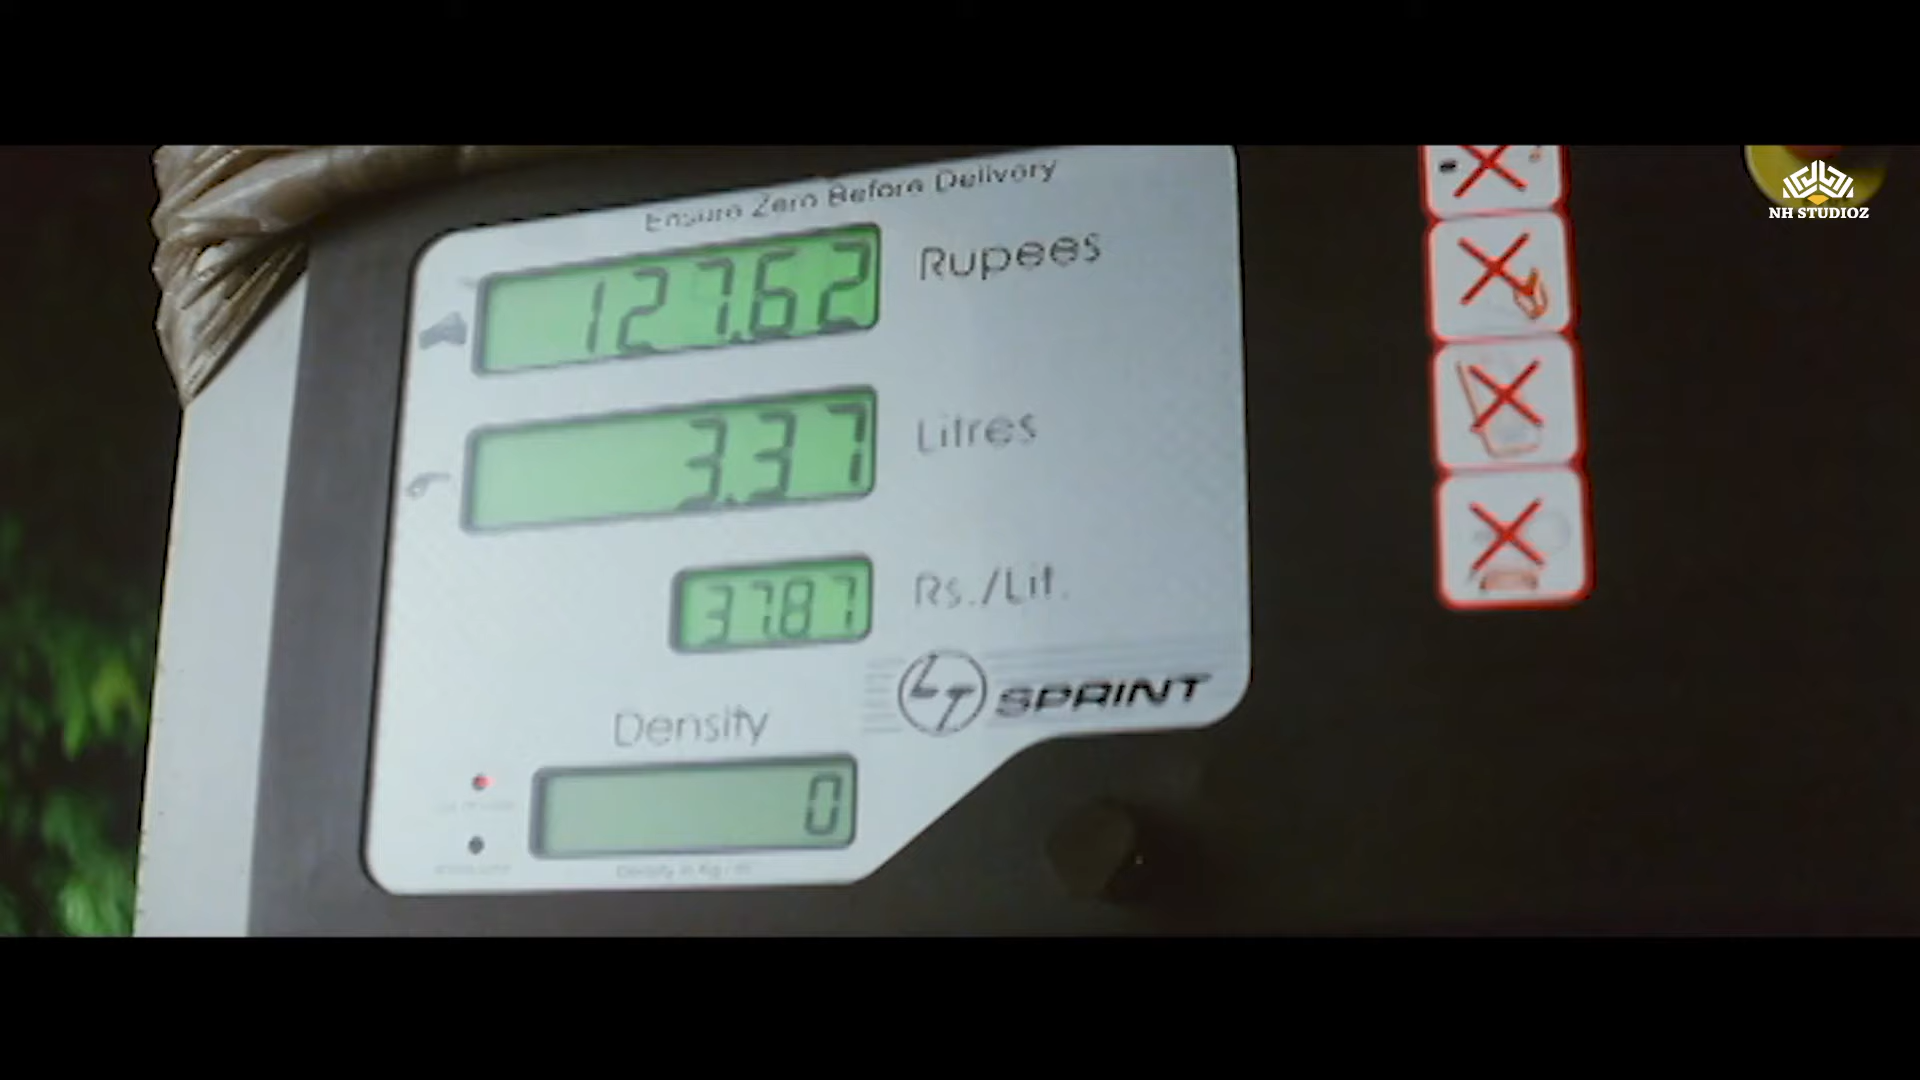 Ensure Zero Before Delivery
127.62 Rupees
3.37 Litres
37.87 Rs./Lit.
LT SPRINT
Density
0
NH STUDIOZ